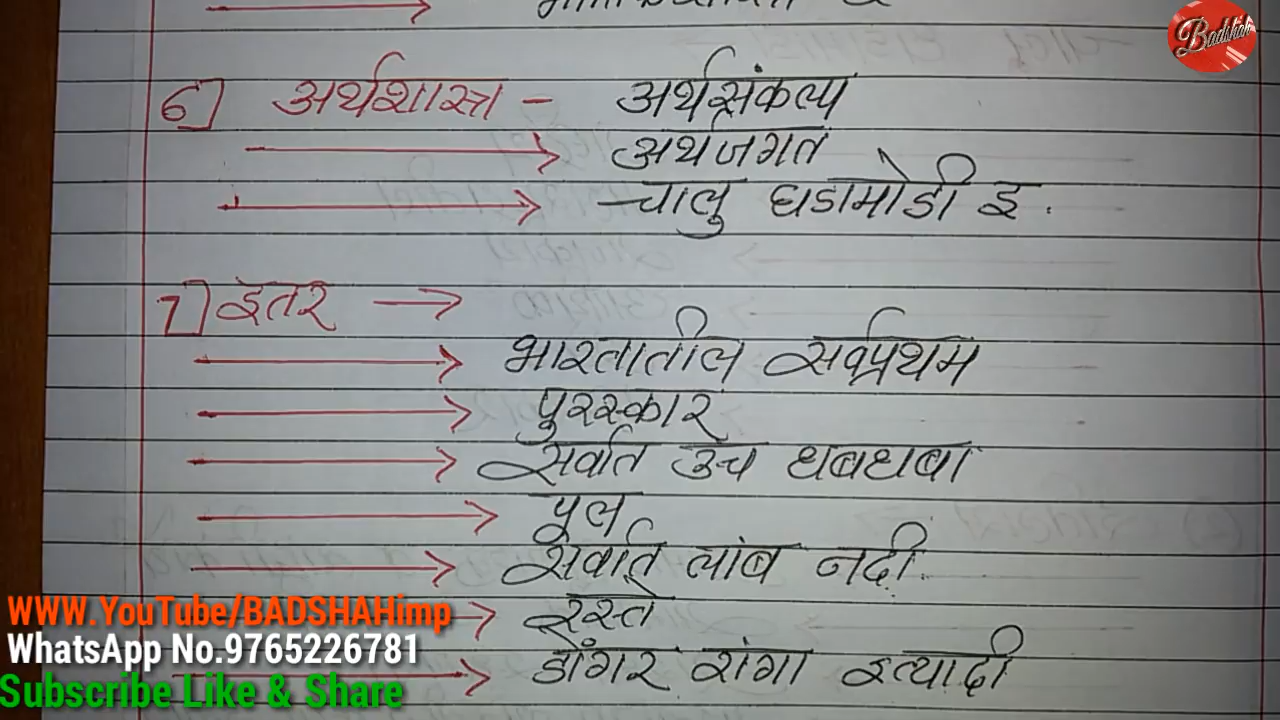 Badshah
6] अर्थशास्त्र - अर्थसंकल्प
अर्थजगत
चालु घडामोडी इ.
7] इतर →
भारतातील सर्वप्रथम
पुरस्कार
सर्वात उंच धबधबा
पूल
सर्वात लांब नदी.
रस्ते
डोंगर रांगा इत्यादी
WWW.YouTube/BADSHAHimp
WhatsApp No.9765226781
Subscribe Like & Share